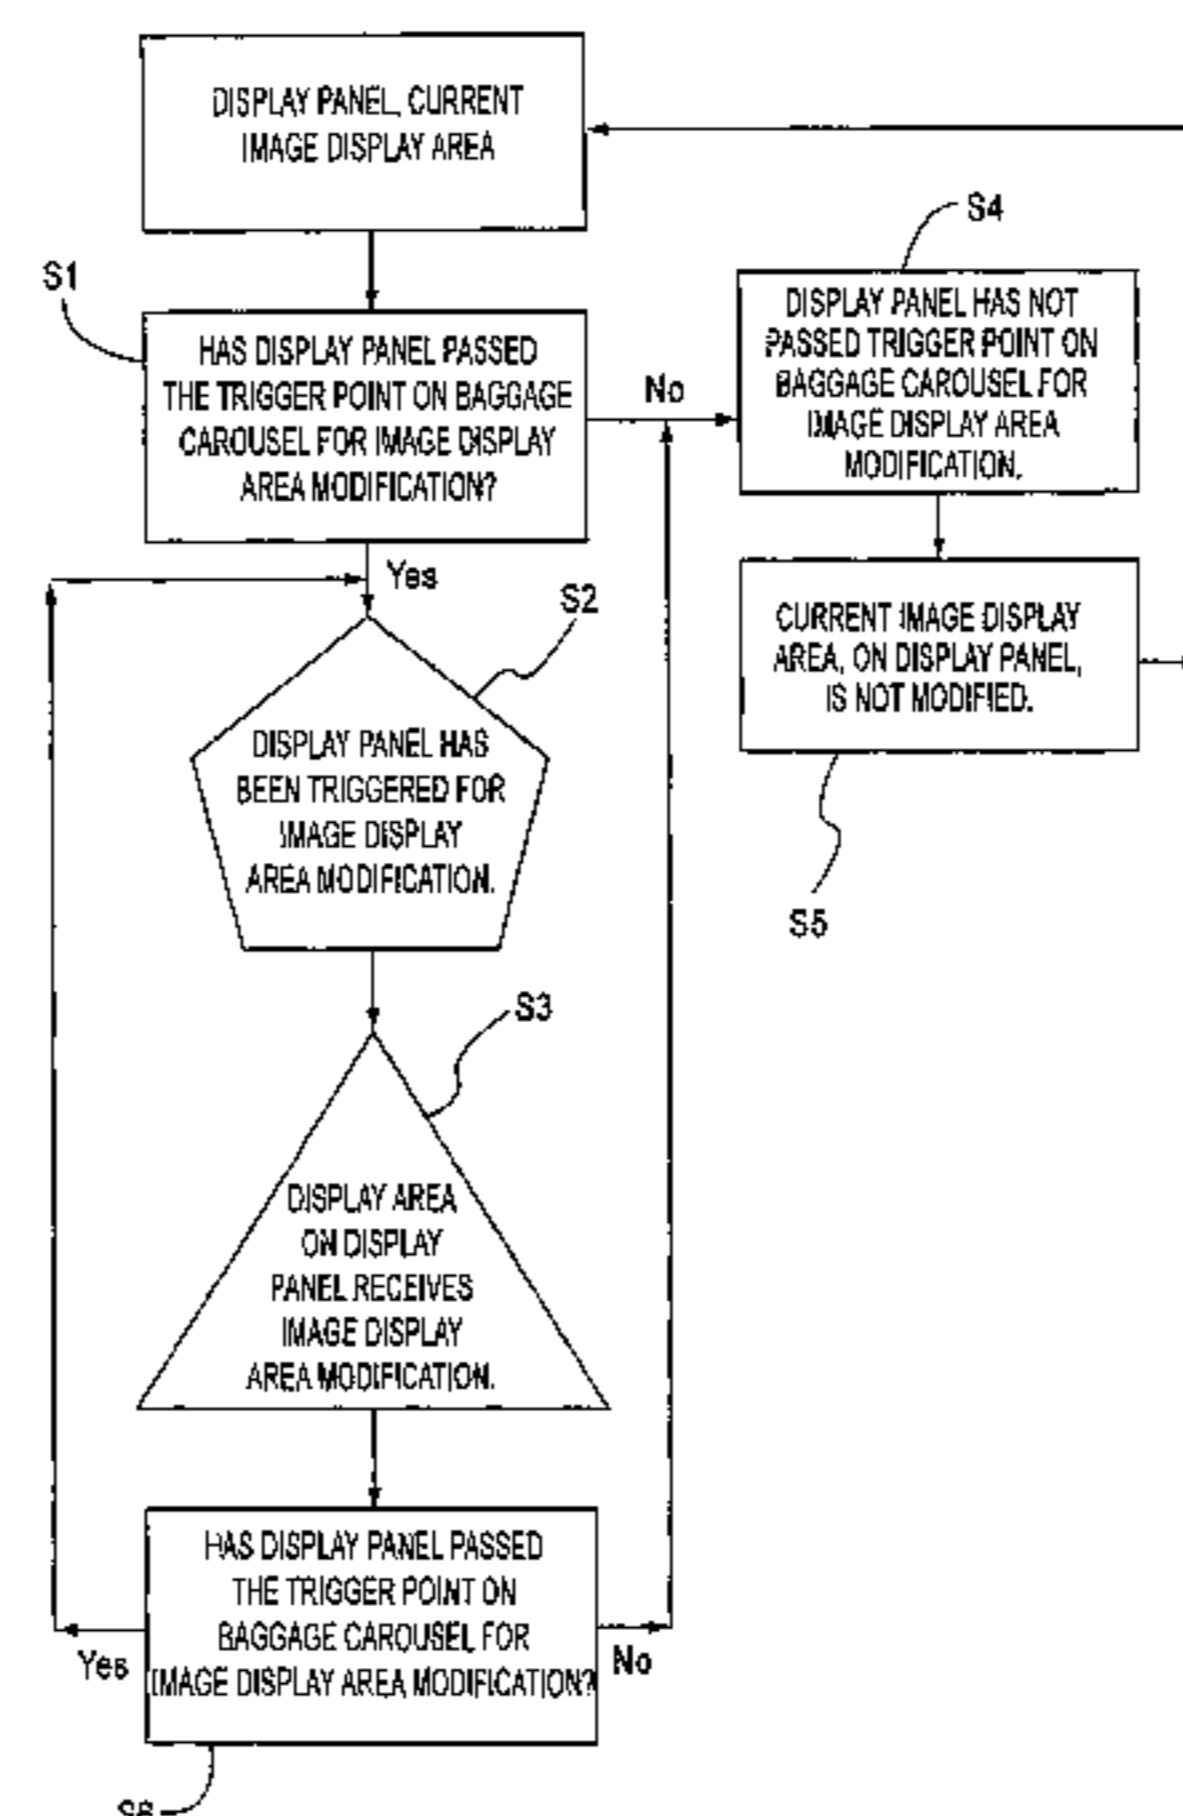 DISPLAY PANEL, CURRENT
IMAGE DISPLAY AREA
S1
HAS DISPLAY PANEL PASSED
THE TRIGGER POINT ON BAGGAGE
CAROUSEL FOR IMAGE DISPLAY
AREA MODIFICATION?
No
S4
DISPLAY PANEL HAS NOT
PASSED TRIGGER POINT ON
BAGGAGE CAROUSEL FOR
IMAGE DISPLAY AREA
MODIFICATION.
CURRENT IMAGE DISPLAY
AREA, ON DISPLAY PANEL,
IS NOT MODIFIED.
S5
Yes
S2
DISPLAY PANEL HAS
BEEN TRIGGERED FOR
IMAGE DISPLAY
AREA MODIFICATION.
S3
DISPLAY AREA
ON DISPLAY
PANEL RECEIVES
IMAGE DISPLAY
AREA MODIFICATION.
HAS DISPLAY PANEL PASSED
THE TRIGGER POINT ON
BAGGAGE CAROUSEL FOR
IMAGE DISPLAY AREA MODIFICATION?
Yes
No